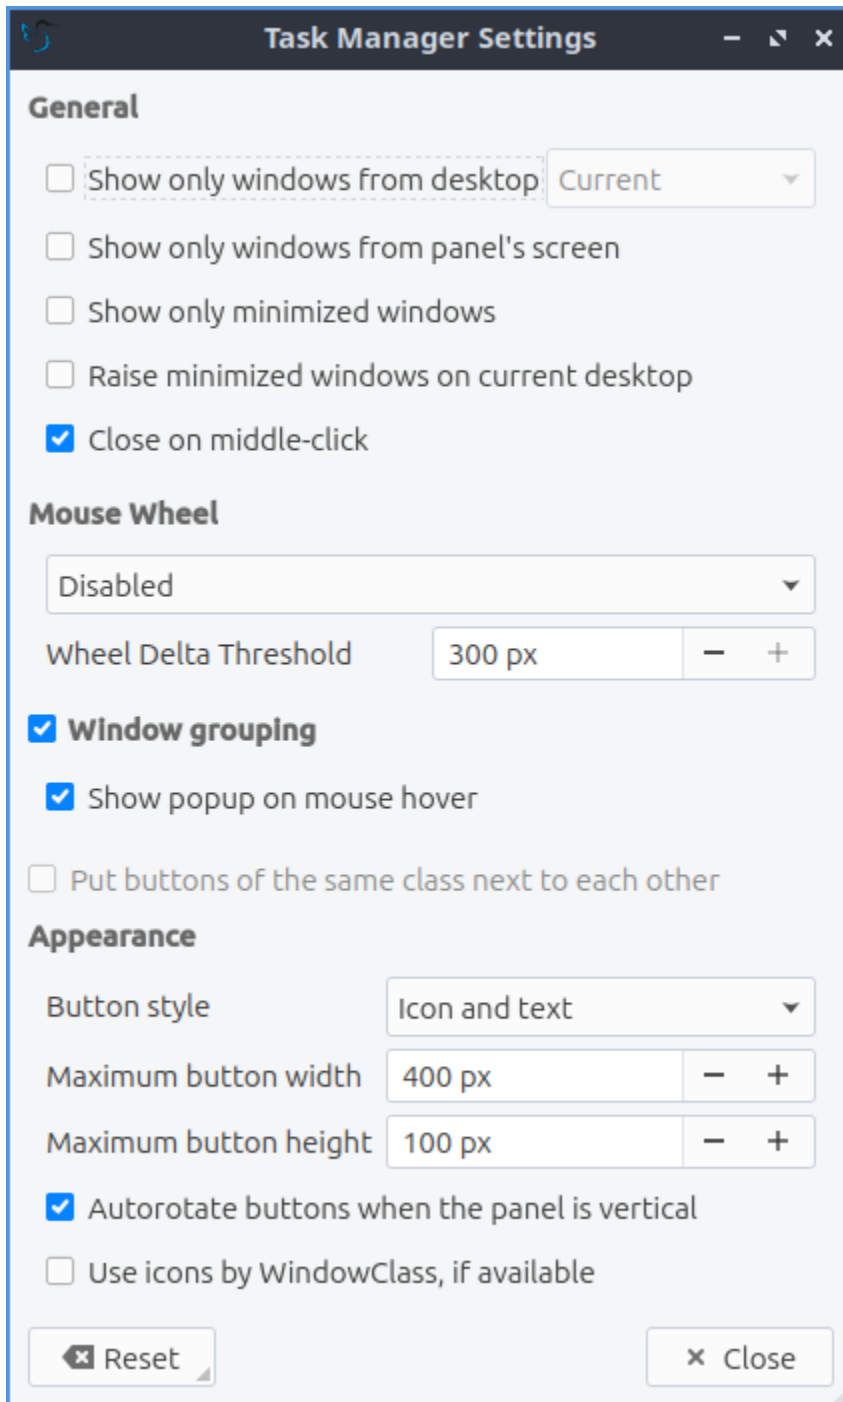 Task Manager Settings
General
Show only windows from desktop Current
Show only windows from panel's screen
Show only minimized windows
Raise minimized windows on current desktop
Close on middle-click
Mouse Wheel
Disabled
Wheel Delta Threshold 300 px
Window grouping
Show popup on mouse hover
Put buttons of the same class next to each other
Appearance
Button style Icon and text
Maximum button width 400 px
Maximum button height 100 px
Autorotate buttons when the panel is vertical
Use icons by WindowClass, if available
Reset Close